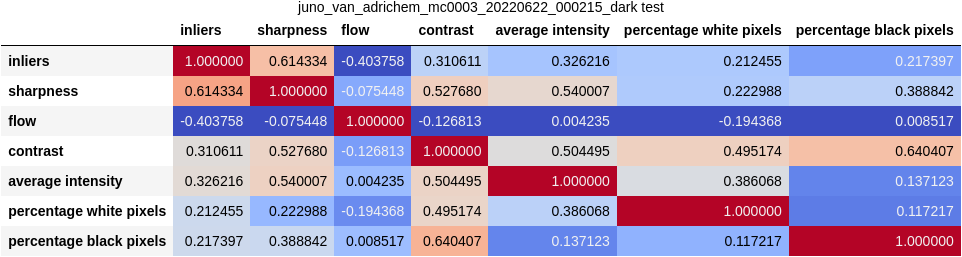 juno_van_adrichem_mc0003_20220622_000215_dark test
inliers sharpness flow contrast average intensity percentage white pixels percentage black pixels
inliers 1.000000 0.614334 -0.403758 0.310611 0.326216 0.212455 0.217397
sharpness 0.614334 1.000000 -0.075448 0.527680 0.540007 0.222988 0.388842
flow -0.403758 -0.075448 1.000000 -0.126813 0.004235 -0.194368 0.008517
contrast 0.310611 0.527680 -0.126813 1.000000 0.504495 0.495174 0.640407
average intensity 0.326216 0.540007 0.004235 0.504495 1.000000 0.386068 0.137123
percentage white pixels 0.212455 0.222988 -0.194368 0.495174 0.386068 1.000000 0.117217
percentage black pixels 0.217397 0.388842 0.008517 0.640407 0.137123 0.117217 1.000000